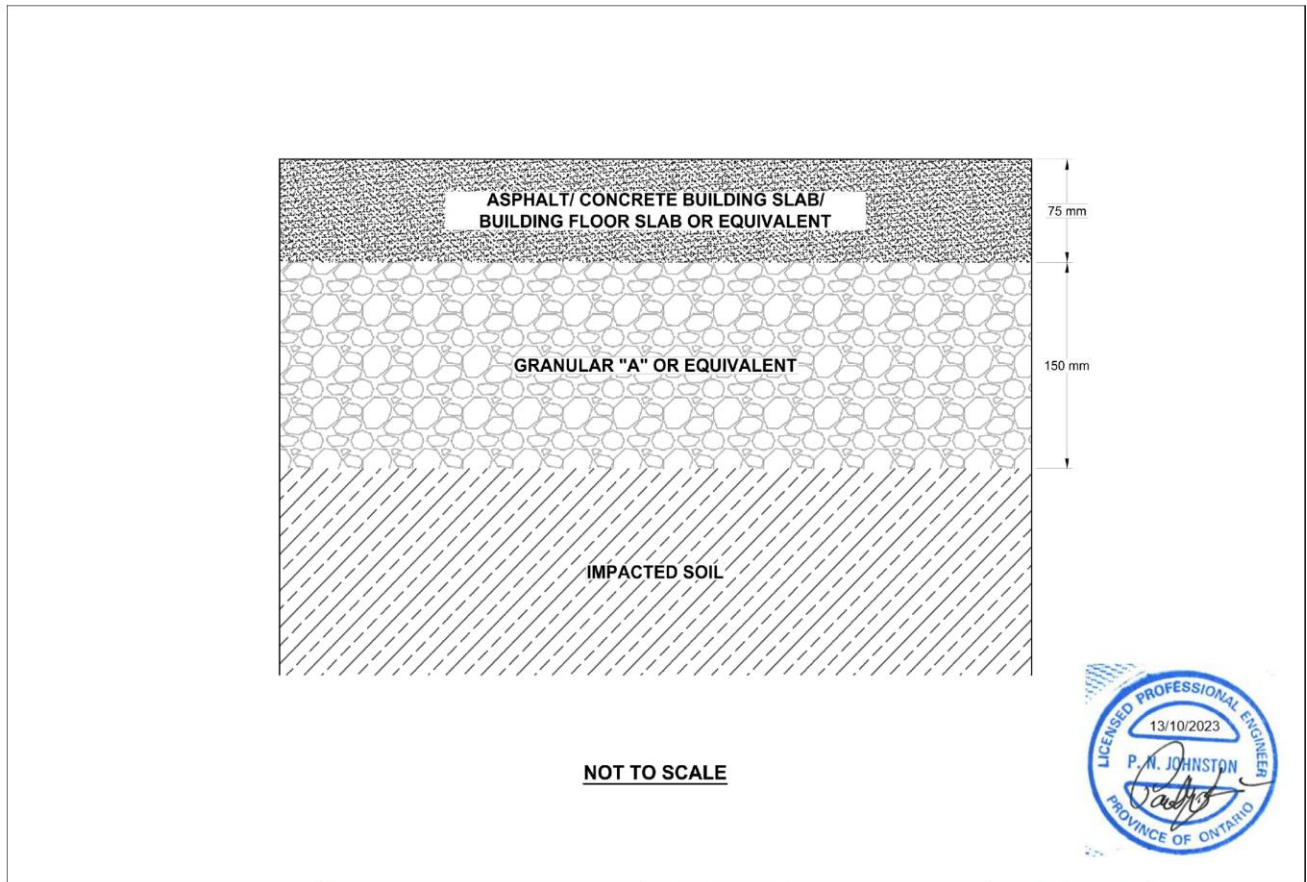 ASPHALT/ CONCRETE BUILDING SLAB/
BUILDING FLOOR SLAB OR EQUIVALENT
75 mm
GRANULAR "A" OR EQUIVALENT
150 mm
IMPACTED SOIL
NOT TO SCALE
LICENSED PROFESSIONAL ENGINEER
13/10/2023
P. N. JOHNSTON
PROVINCE OF ONTARIO